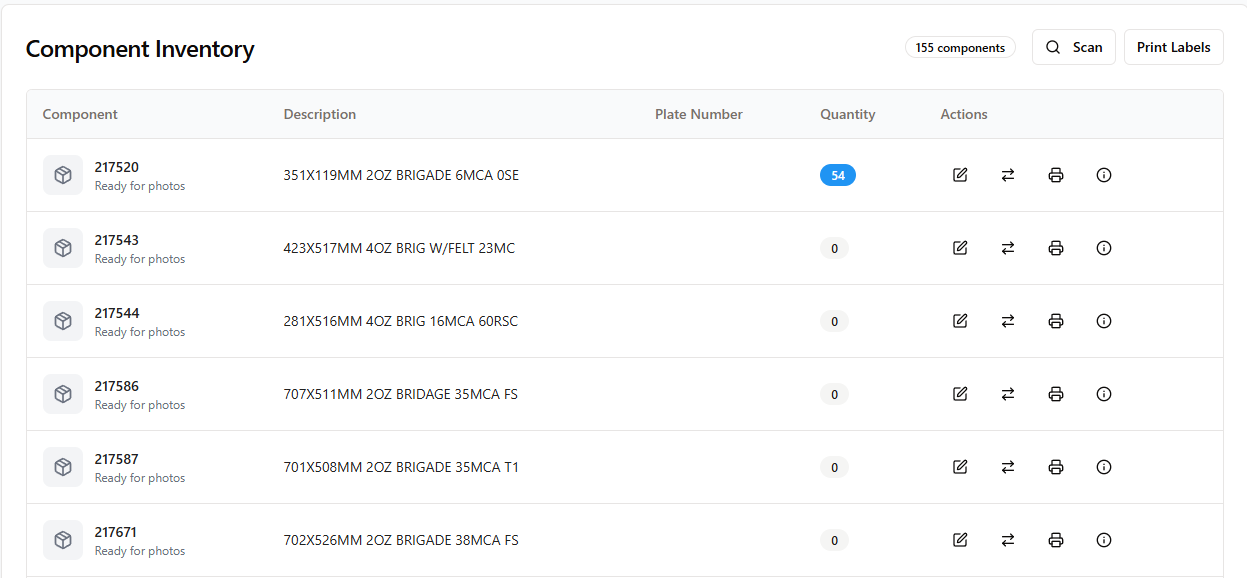 Component Inventory
155 components
Scan
Print Labels
Component Description Plate Number Quantity Actions
217520
Ready for photos
351X119MM 2OZ BRIGADE 6MCA 0SE
54
217543
Ready for photos
423X517MM 4OZ BRIG W/FELT 23MC
0
217544
Ready for photos
281X516MM 4OZ BRIG 16MCA 60RSC
0
217586
Ready for photos
707X511MM 2OZ BRIDAGE 35MCA FS
0
217587
Ready for photos
701X508MM 2OZ BRIGADE 35MCA T1
0
217671
Ready for photos
702X526MM 2OZ BRIGADE 38MCA FS
0